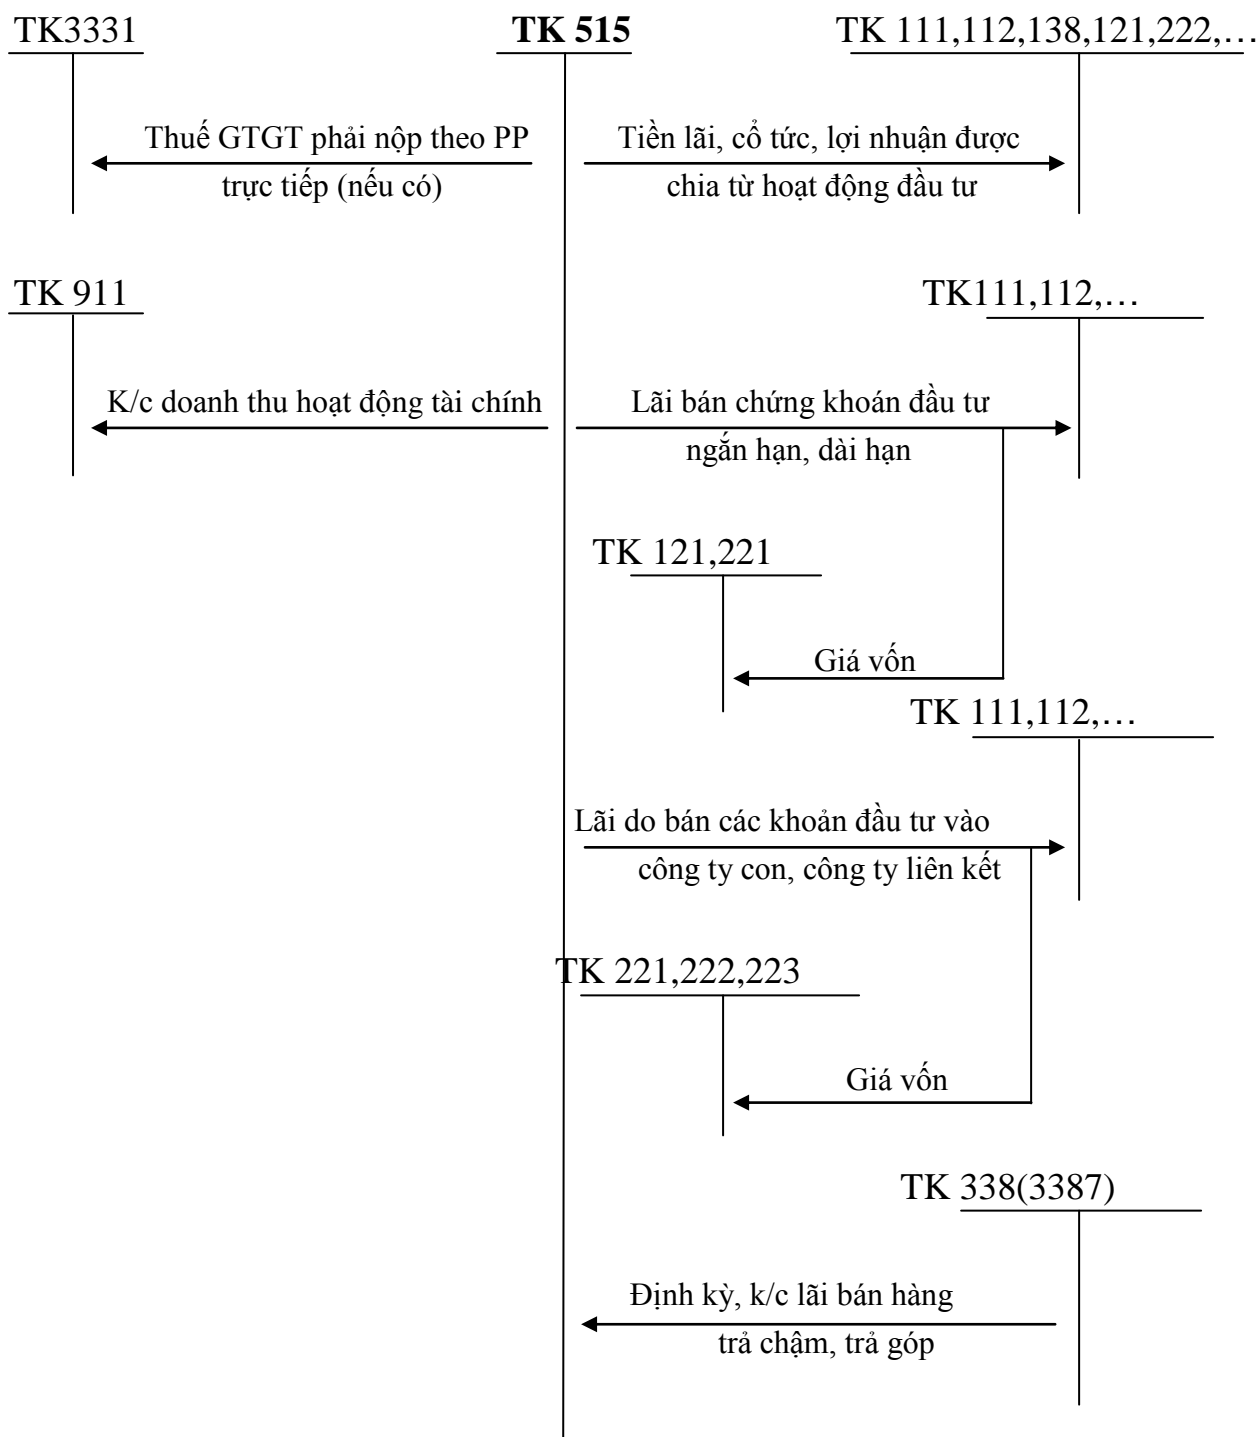 TK3331
TK 515
TK 111,112,138,121,222,…
Thuế GTGT phải nộp theo PP
trực tiếp (nếu có)
Tiền lãi, cổ tức, lợi nhuận được
chia từ hoạt động đầu tư
TK 911
TK111,112,…
K/c doanh thu hoạt động tài chính
Lãi bán chứng khoán đầu tư
ngắn hạn, dài hạn
TK 121,221
Giá vốn
TK 111,112,…
Lãi do bán các khoản đầu tư vào
công ty con, công ty liên kết
TK 221,222,223
Giá vốn
TK 338(3387)
Định kỳ, k/c lãi bán hàng
trả chậm, trả góp